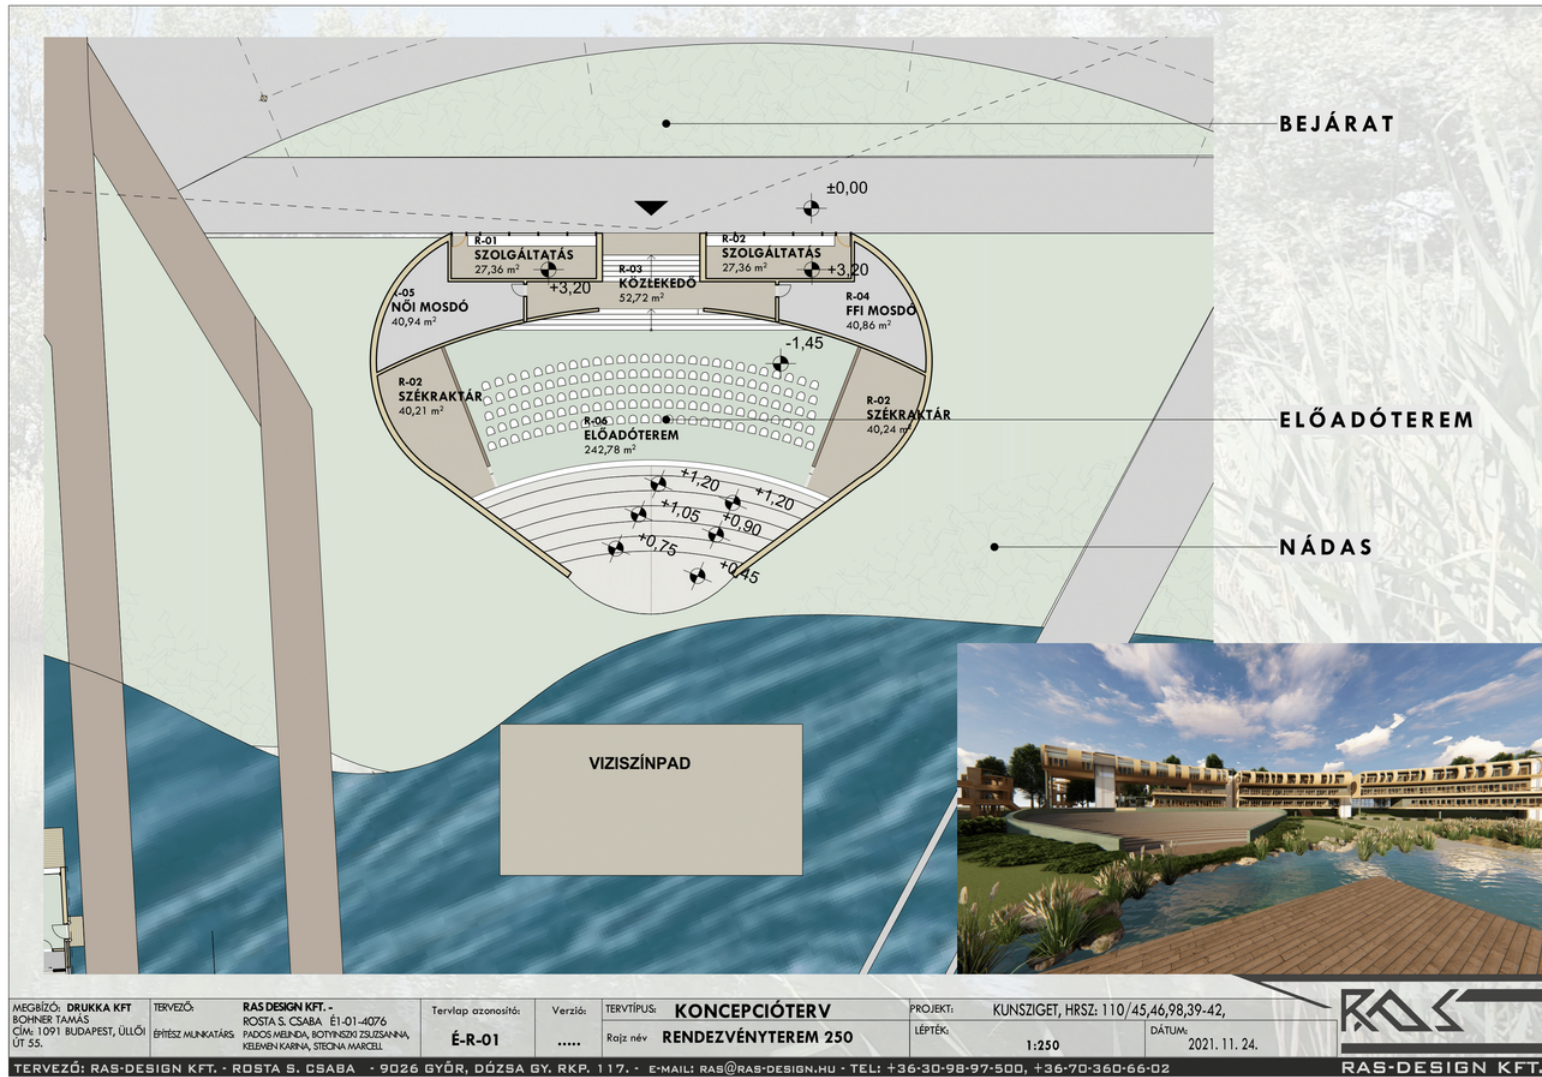 BEJÁRAT
±0,00
R-01
SZOLGÁLTATÁS
27,36 m²
R-02
SZOLGÁLTATÁS
27,36 m²
+3,20
+3,20
R-03
KÖZLEKEDŐ
52,72 m²
R-05
NŐI MOSDÓ
40,94 m²
R-04
FFI MOSDÓ
40,86 m²
-1,45
R-02
SZÉKRAKTÁR
40,21 m²
R-02
SZÉKRAKTÁR
40,24 m²
R-06
ELŐADÓTEREM
242,78 m²
ELŐADÓTEREM
+1,20
+1,20
+1,05
+0,90
+0,75
+0,45
NÁDAS
VIZISZÍNPAD
MEGBÍZÓ: DRUKKA KFT
BOHNER TAMÁS
CÍM: 1091 BUDAPEST, ÜLLŐI
ÚT 55.
TERVEZŐ:
ÉPÍTÉSZ MUNKATÁRS:
RAS DESIGN KFT. -
ROSTA S. CSABA É1-01-4076
PADOS MELINDA, BOTYINSZKI ZSUZSANNA,
KELEMEN KARINA, STECINA MARCELL
Tervlap azonosító:
É-R-01
Verzió:
.....
TERVTÍPUS: KONCEPCIÓTERV
Rajz név RENDEZVÉNYTEREM 250
PROJEKT: KUNSZIGET, HRSZ: 110/45,46,98,39-42,
LÉPTÉK:
1:250
DÁTUM:
2021. 11. 24.
RAS
TERVEZŐ: RAS-DESIGN KFT. - ROSTA S. CSABA - 9026 GYŐR, DÓZSA GY. RKP. 117. - E-MAIL: RAS@RAS-DESIGN.HU - TEL: +36-30-98-97-500, +36-70-360-66-02
RAS-DESIGN KFT.